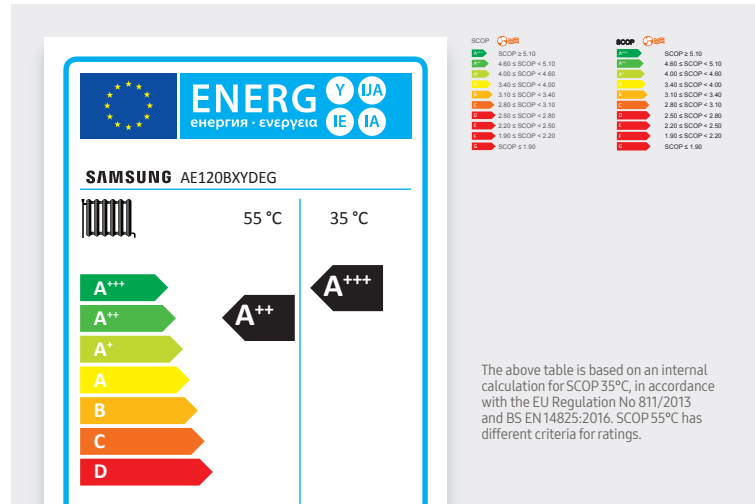 ENERG Y IJA
енергия · ενεργεια IE IA
SAMSUNG AE120BXYDEG
55 °C 35 °C
A+++
A++
A+
A
B
C
D
A++
A+++
SCOP
A+++ SCOP ≥ 5.10
A++ 4.60 ≤ SCOP < 5.10
A+ 4.00 ≤ SCOP < 4.60
3.40 ≤ SCOP < 4.00
B 3.10 ≤ SCOP < 3.40
C 2.80 ≤ SCOP < 3.10
D 2.50 ≤ SCOP < 2.80
E 2.20 ≤ SCOP < 2.50
F 1.90 ≤ SCOP < 2.20
G SCOP ≤ 1.90
SCOP
A+++ SCOP ≥ 5.10
A++ 4.60 ≤ SCOP < 5.10
A+ 4.00 ≤ SCOP < 4.60
3.40 ≤ SCOP < 4.00
B 3.10 ≤ SCOP < 3.40
C 2.80 ≤ SCOP < 3.10
D 2.50 ≤ SCOP < 2.80
E 2.20 ≤ SCOP < 2.50
F 1.90 ≤ SCOP < 2.20
G SCOP ≤ 1.90
The above table is based on an internal
calculation for SCOP 35°C, in accordance
with the EU Regulation No 811/2013
and BS EN 14825:2016. SCOP 55°C has
different criteria for ratings.